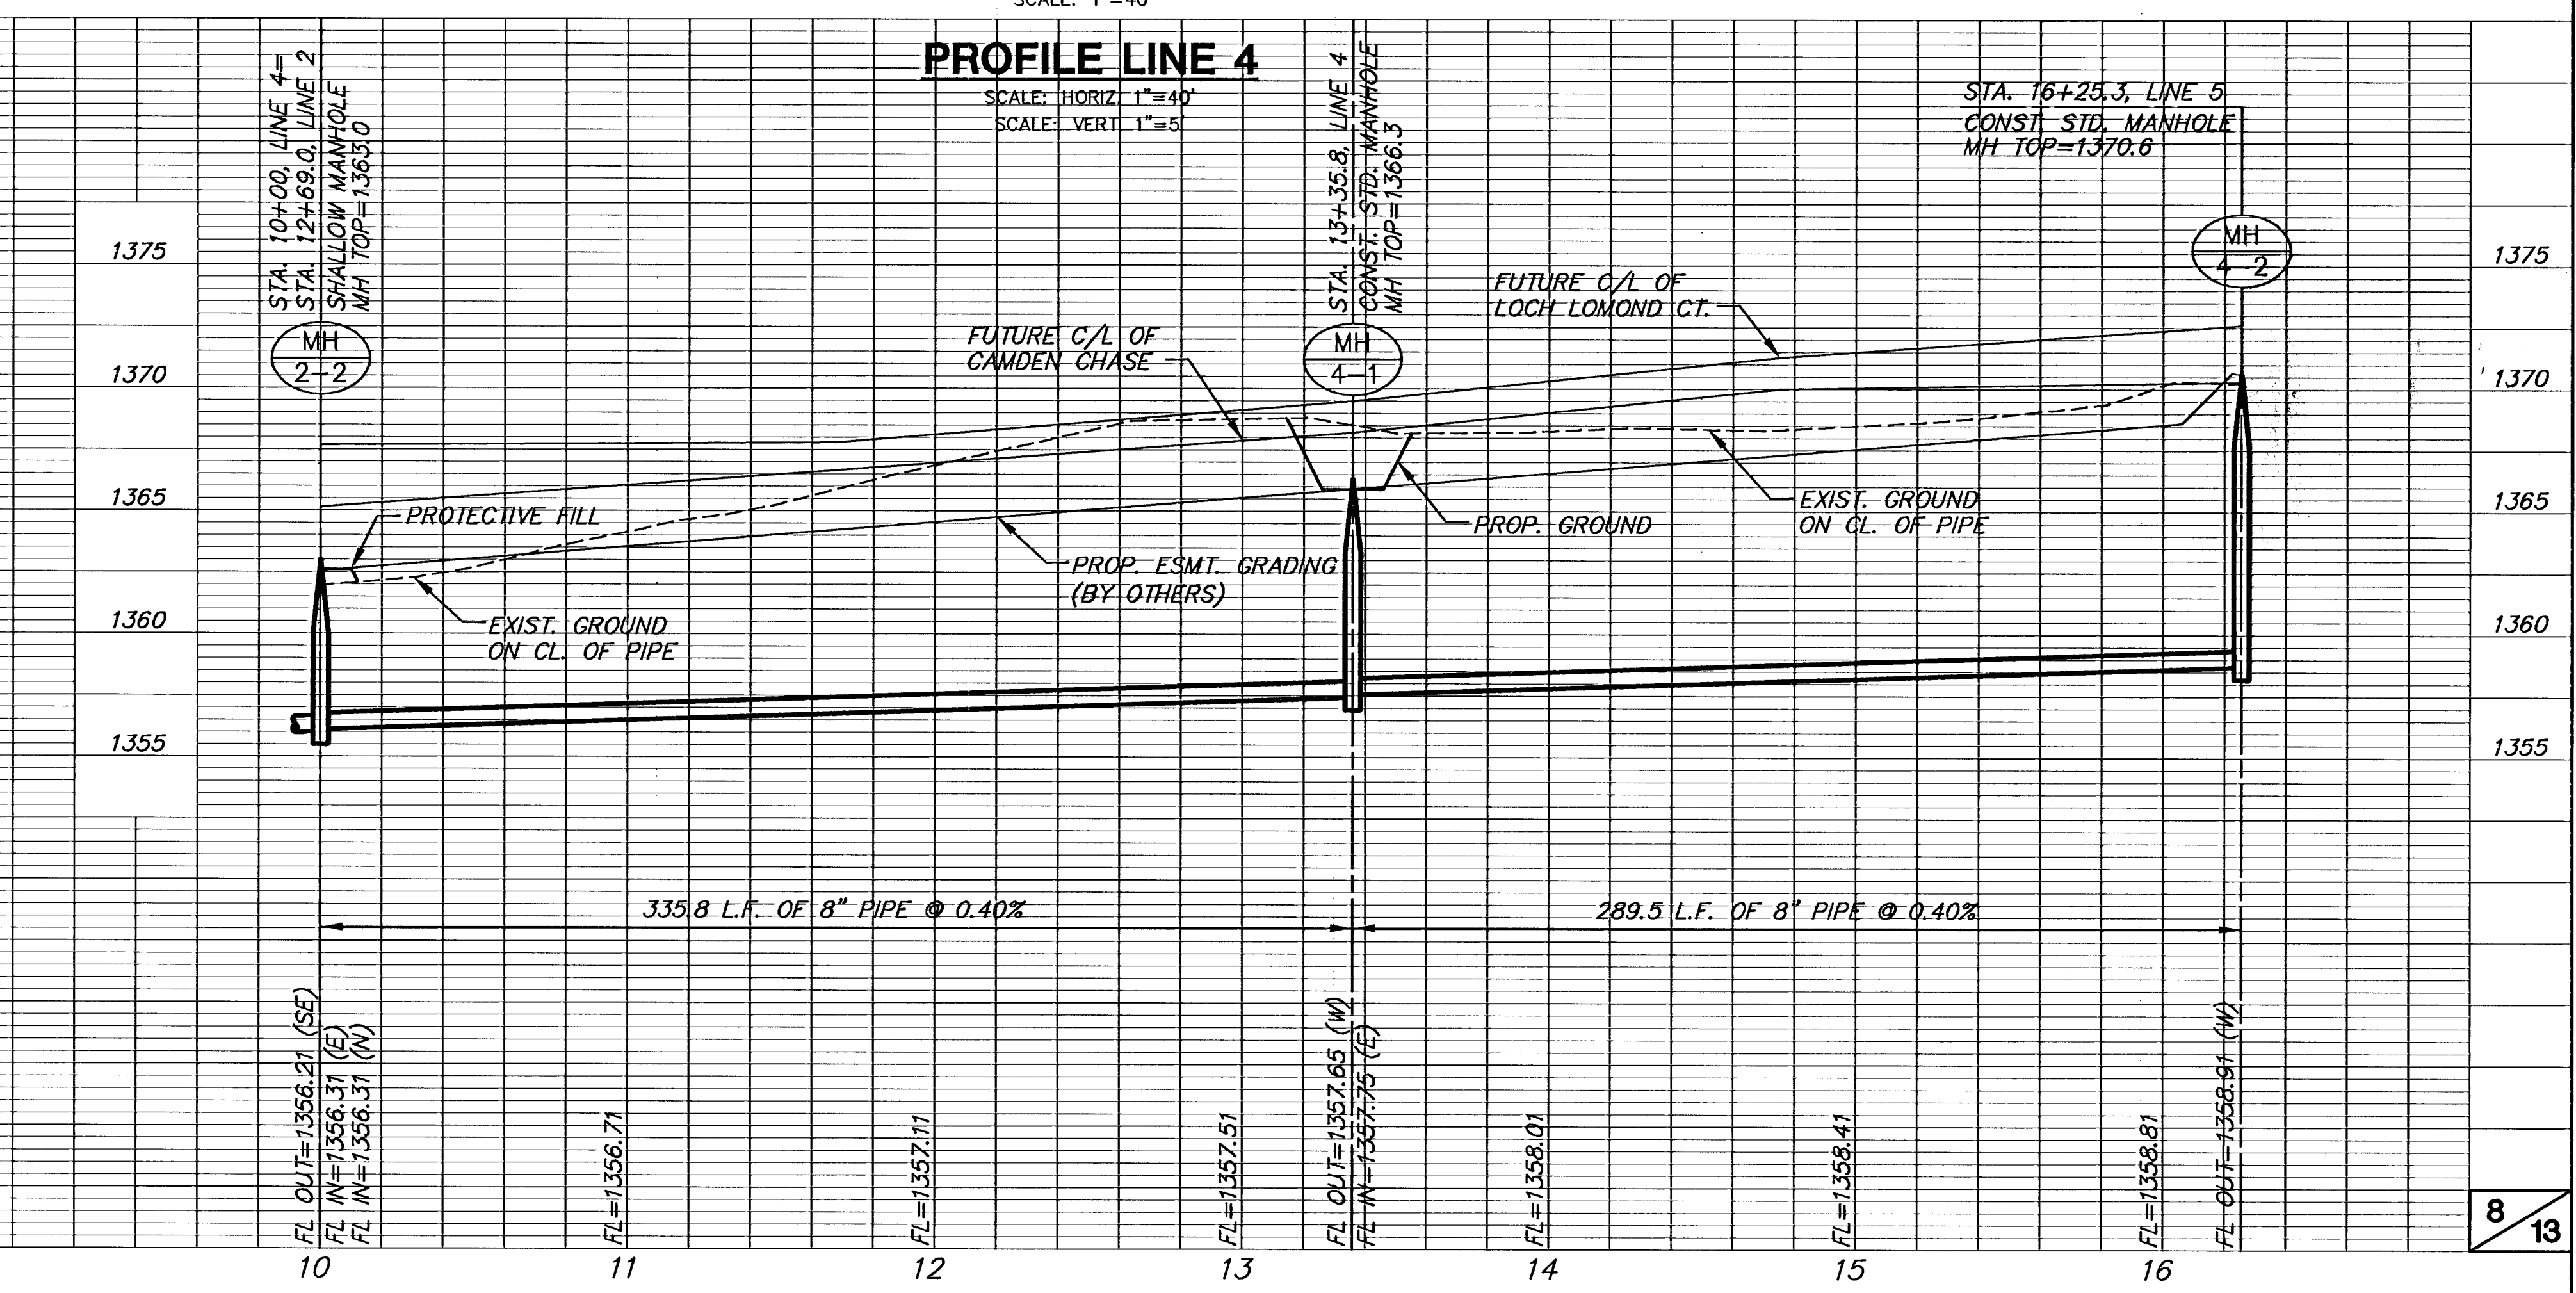 SCALE: 1"=40'
PROFILE LINE 4
SCALE: HORIZ. 1"=40'
SCALE: VERT. 1"=5'
STA. 10+00, LINE 4=
STA. 12+69.0, LINE 2
SHALLOW MANHOLE
MH TOP=1363.0
STA. 13+35.8, LINE 4
CONST. STD. MANHOLE
MH TOP=1366.3
STA. 16+25.3, LINE 5
CONST. STD. MANHOLE
MH TOP=1370.6
1375
1375
MH
4-2
FUTURE C/L OF
LOCH LOMOND CT.
FUTURE C/L OF
CAMDEN CHASE
MH
2-2
MH
4-1
1370
1370
1365
1365
PROTECTIVE FILL
PROP. GROUND
EXIST. GROUND
ON CL. OF PIPE
PROP. ESMT. GRADING
(BY OTHERS)
EXIST. GROUND
ON CL. OF PIPE
1360
1360
1355
1355
335.8 L.F. OF 8" PIPE @ 0.40%
289.5 L.F. OF 8" PIPE @ 0.40%
FL OUT=1356.21 (SE)
FL IN=1356.31 (E)
FL IN=1356.31 (N)
FL=1356.71
FL=1357.11
FL=1357.51
FL OUT=1357.65 (W)
FL IN=1357.75 (E)
FL=1358.01
FL=1358.41
FL=1358.81
FL OUT=1358.91 (W)
8
13
10
11
12
13
14
15
16